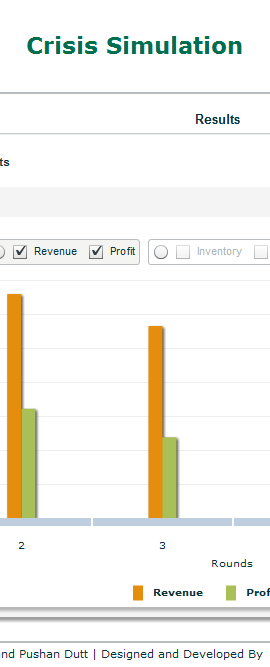 Crisis Simulation
Results
ts
Revenue Profit Inventory
2 3
Rounds
Revenue Prof
nd Pushan Dutt | Designed and Developed By